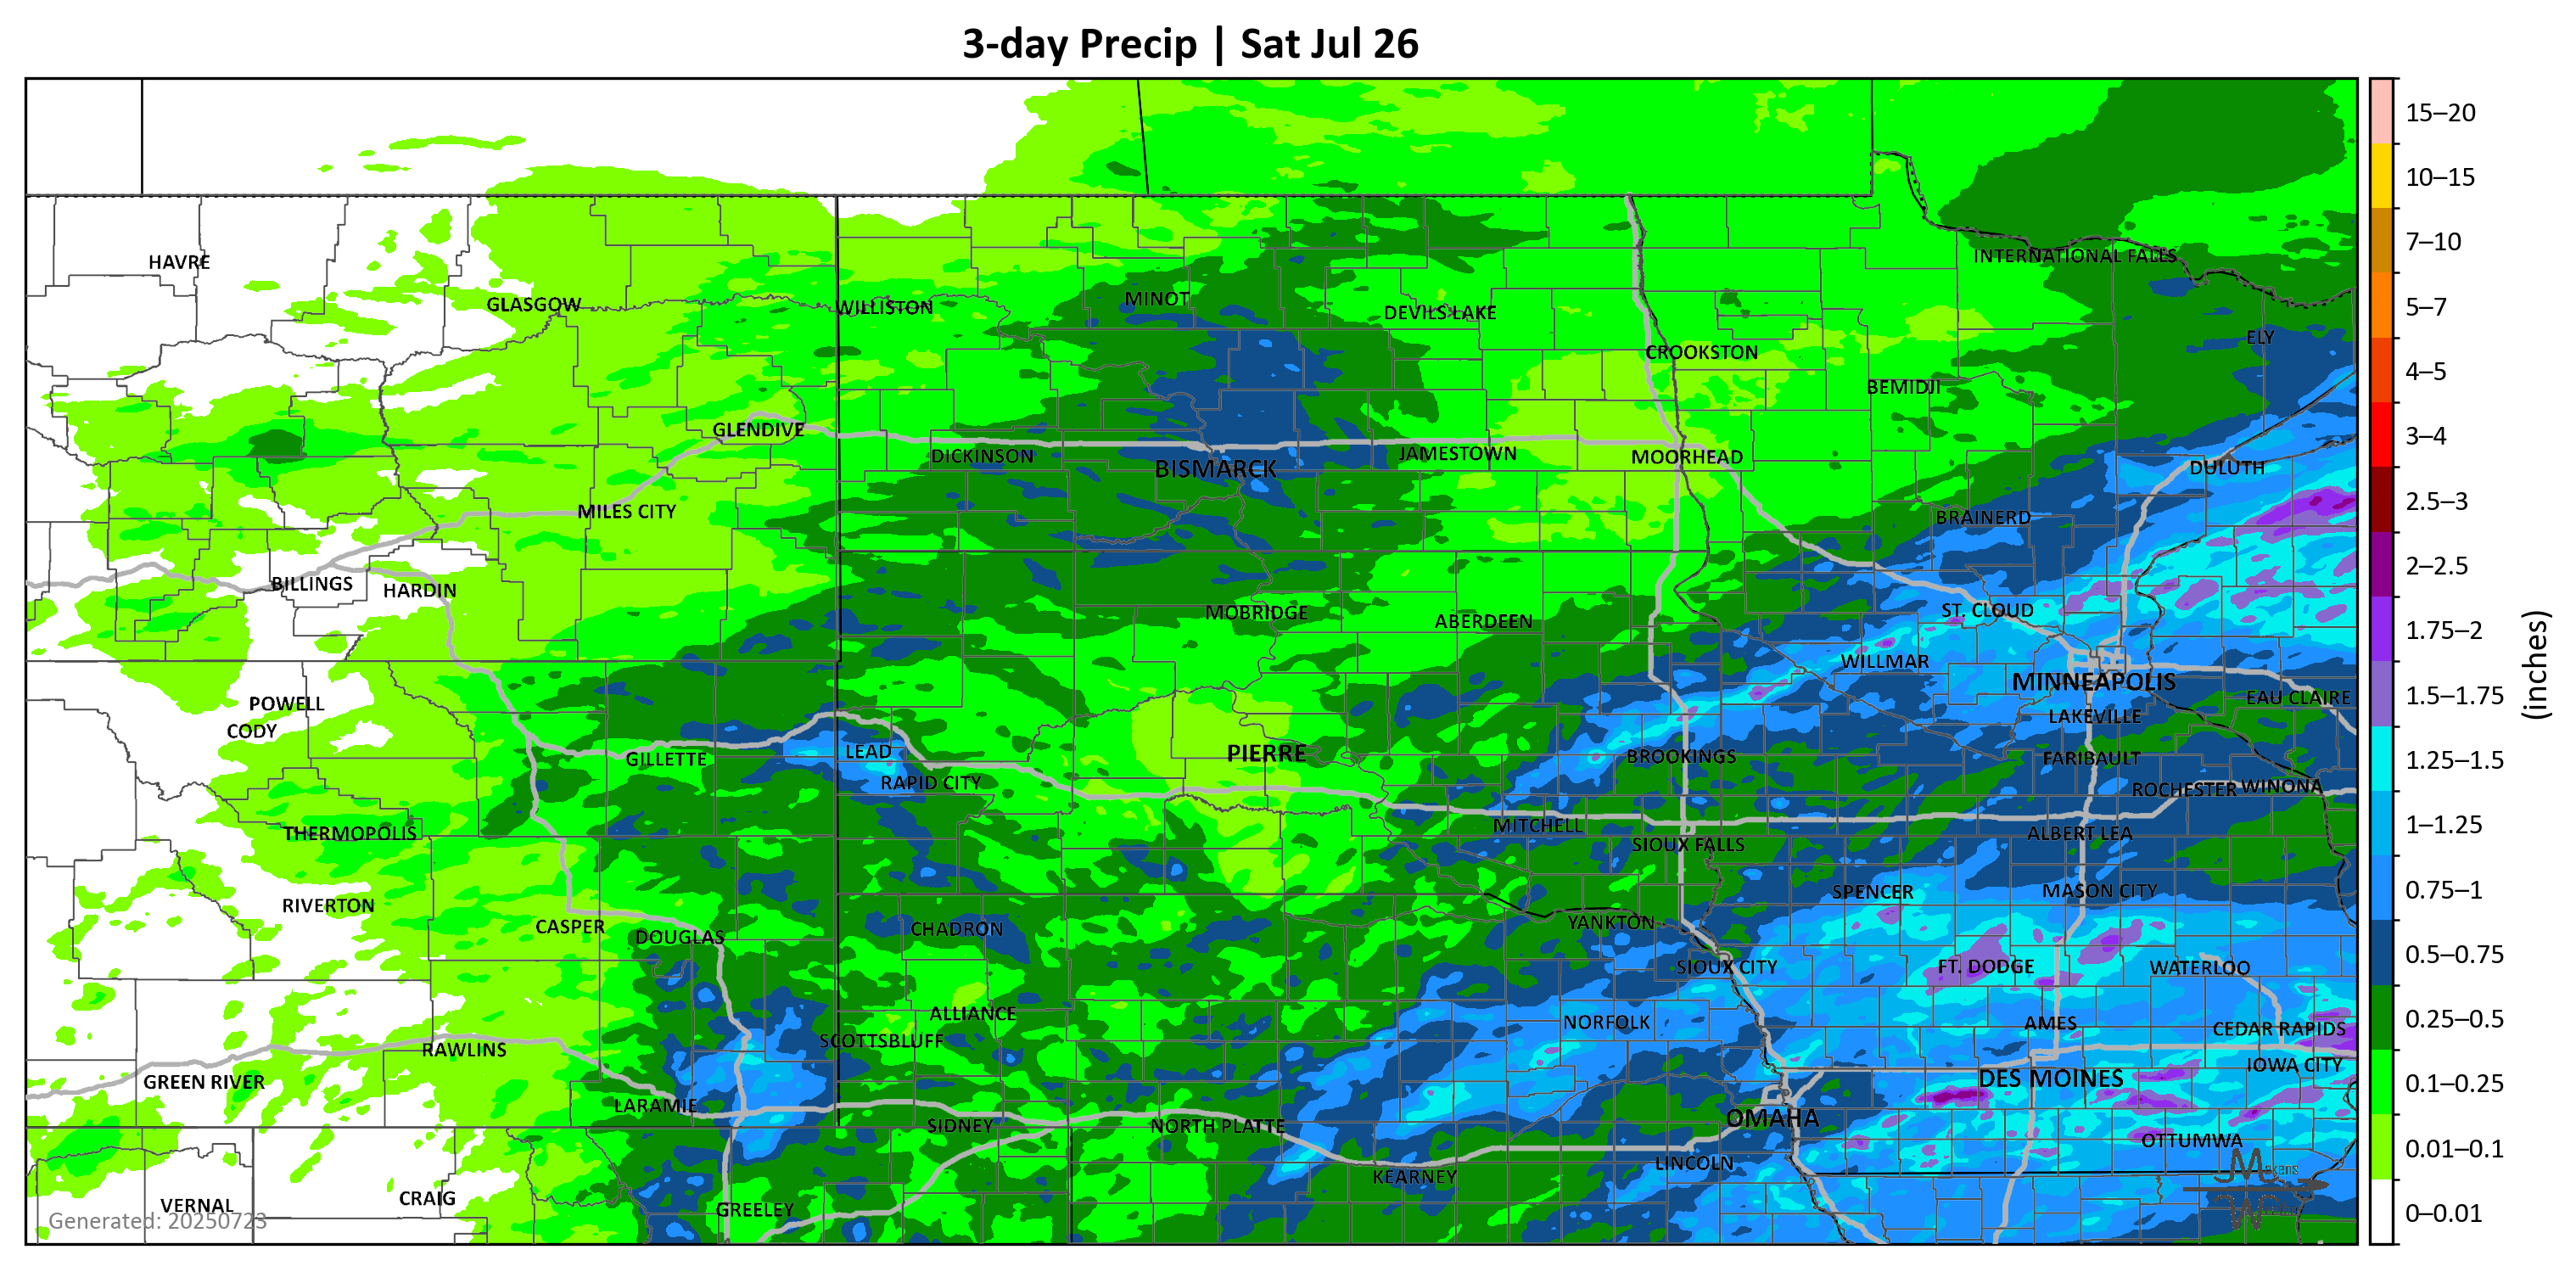 3-day Precip | Sat Jul 26
HAVRE
GLASGOW
WILLISTON
MINOT
DEVILS LAKE
INTERNATIONAL FALLS
ELY
CROOKSTON
BEMIDJI
GLENDIVE
DICKINSON
BISMARCK
JAMESTOWN
MOORHEAD
DULUTH
MILES CITY
BRAINERD
BILLINGS
HARDIN
MOBRIDGE
ABERDEEN
ST. CLOUD
WILLMAR
MINNEAPOLIS
EAU CLAIRE
POWELL
CODY
LAKEVILLE
GILLETTE
LEAD
RAPID CITY
PIERRE
BROOKINGS
FARIBAULT
ROCHESTER
WINONA
THERMOPOLIS
MITCHELL
SIOUX FALLS
ALBERT LEA
RIVERTON
CASPER
DOUGLAS
CHADRON
YANKTON
SPENCER
MASON CITY
SIOUX CITY
FT. DODGE
WATERLOO
ALLIANCE
SCOTTSBLUFF
NORFOLK
AMES
CEDAR RAPIDS
IOWA CITY
RAWLINS
GREEN RIVER
LARAMIE
SIDNEY
NORTH PLATTE
OMAHA
DES MOINES
OTTUMWA
KEARNEY
LINCOLN
VERNAL
CRAIG
GREELEY
Generated: 20250723
15–20
10–15
7–10
5–7
4–5
3–4
2.5–3
2–2.5
1.75–2
1.5–1.75
1.25–1.5
1–1.25
0.75–1
0.5–0.75
0.25–0.5
0.1–0.25
0.01–0.1
0–0.01
(inches)